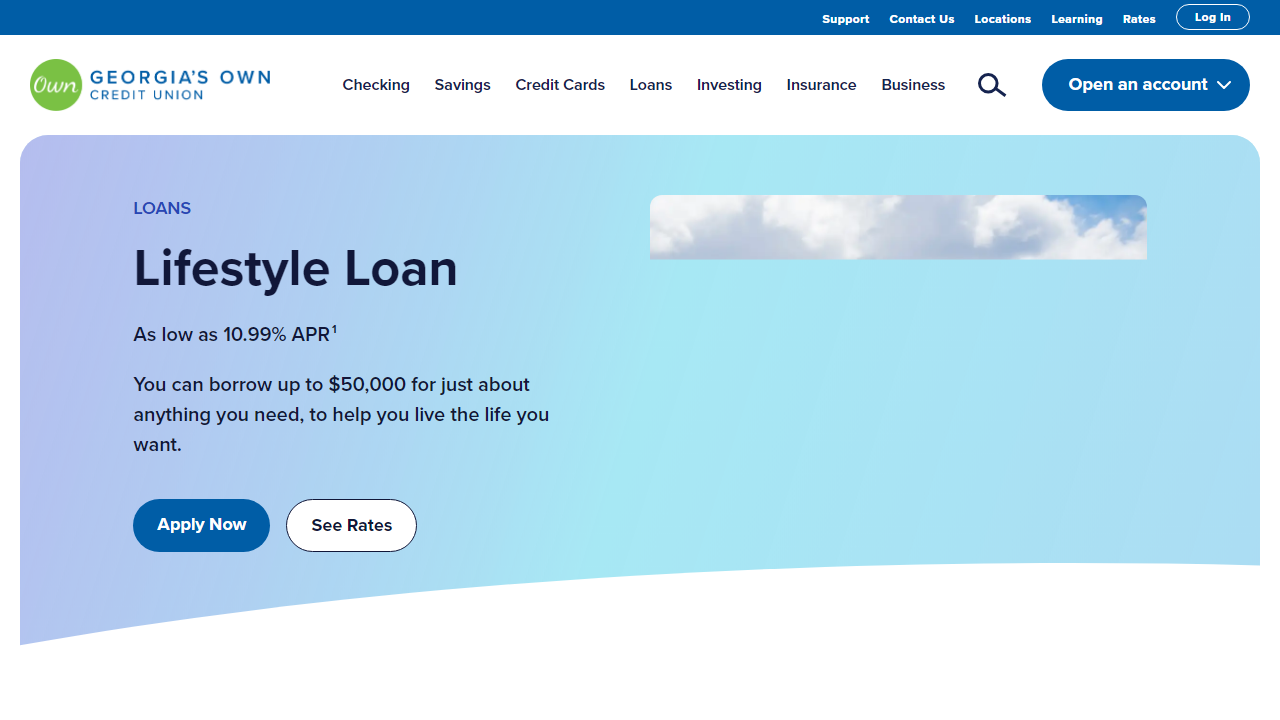 Support Contact Us Locations Learning Rates Log In
Own GEORGIA'S OWN
CREDIT UNION
Checking Savings Credit Cards Loans Investing Insurance Business Open an account
LOANS
Lifestyle Loan
As low as 10.99% APR¹
You can borrow up to $50,000 for just about
anything you need, to help you live the life you
want.
Apply Now See Rates